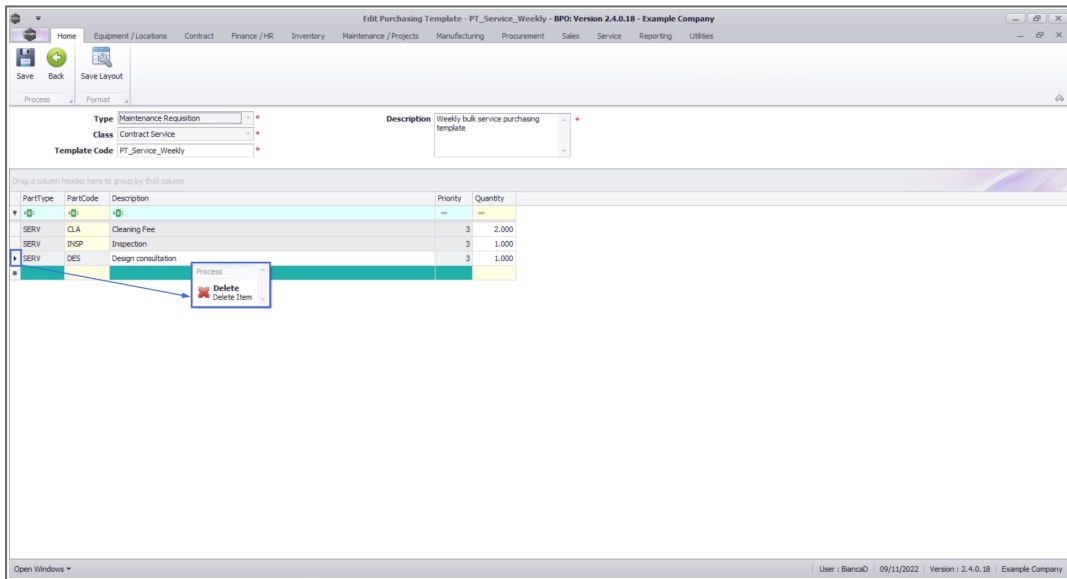 Edit Purchasing Template - PT_Service_Weekly - BPO: Version 2.4.0.18 - Example Company
Home Equipment / Locations Contract Finance / HR Inventory Maintenance / Projects Manufacturing Procurement Sales Service Reporting Utilities
Save Back Save Layout
Process Format
Type Maintenance Requisition * Description Weekly bulk service purchasing *
template
Class Contract Service *
Template Code PT_Service_Weekly *
Drag a column header here to group by that column
PartType PartCode Description Priority Quantity
SERV CLA Cleaning Fee 3 2.000
SERV INSP Inspection 3 1.000
SERV DES Design consultation 3 1.000
Process
Delete
Delete Item
Open Windows User : BiancaD 09/11/2022 Version : 2.4.0.18 Example Company